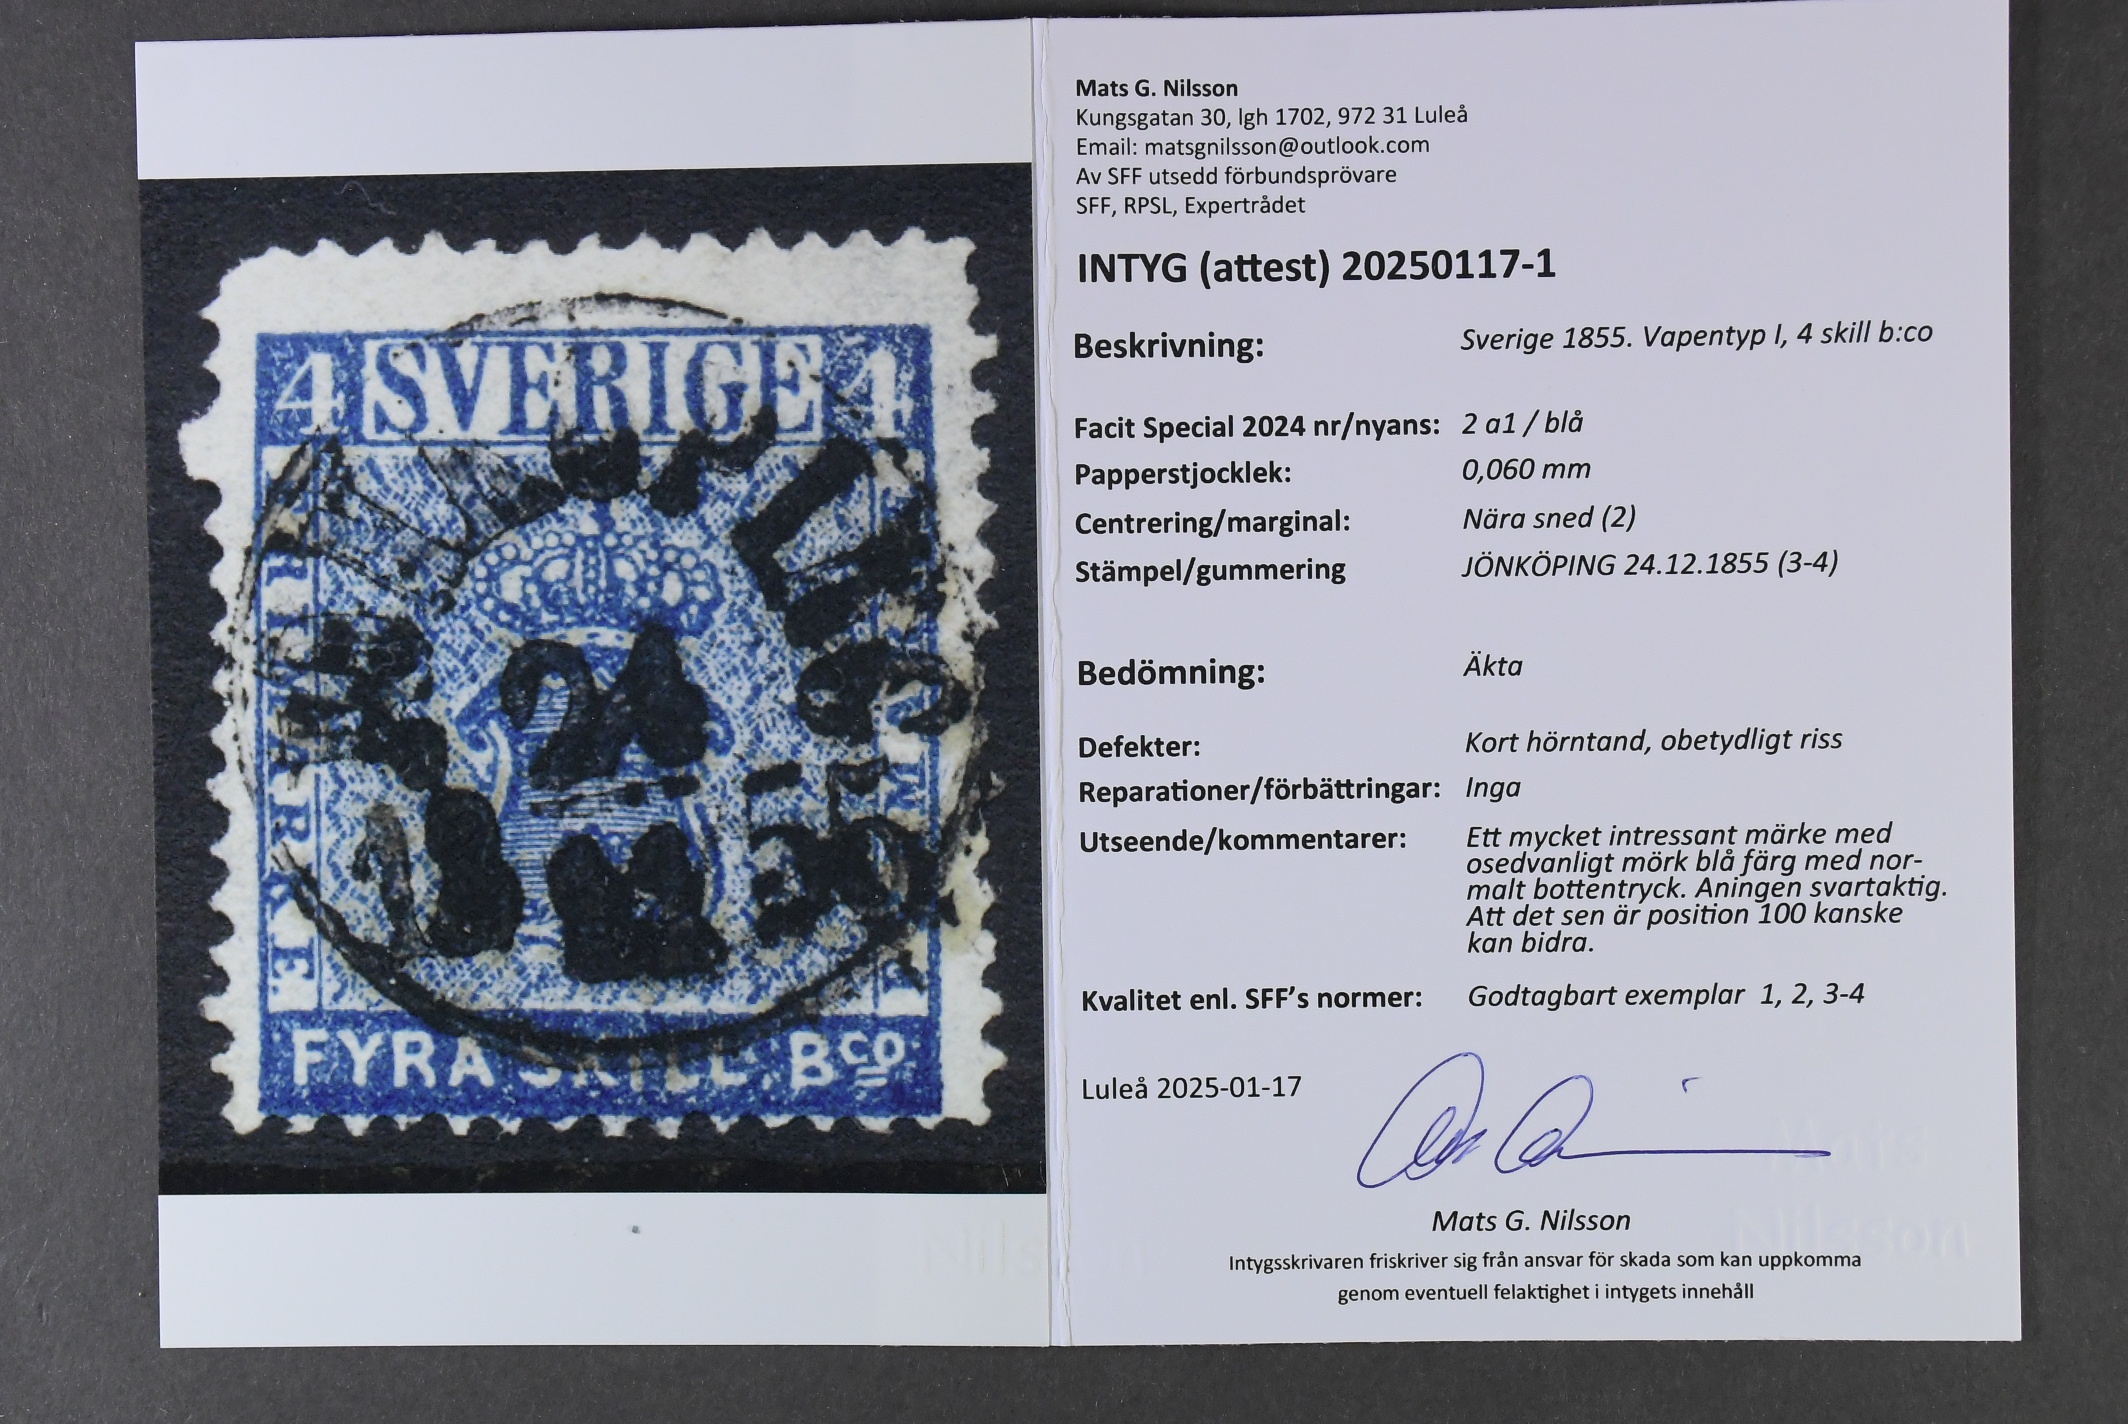 4 SVERIGE 4
FRIMÄRKE
24
12
1855
FYRA SKILL. Bco.
Mats G. Nilsson
Kungsgatan 30, lgh 1702, 972 31 Luleå
Email: matsgnilsson@outlook.com
Av SFF utsedd förbundsprövare
SFF, RPSL, Expertrådet
INTYG (attest) 20250117-1
Beskrivning: Sverige 1855. Vapentyp I, 4 skill b:co
Facit Special 2024 nr/nyans: 2 a1 / blå
Papperstjocklek: 0,060 mm
Centrering/marginal: Nära sned (2)
Stämpel/gummering JÖNKÖPING 24.12.1855 (3-4)
Bedömning: Äkta
Defekter: Kort hörntand, obetydligt riss
Reparationer/förbättringar: Inga
Utseende/kommentarer: Ett mycket intressant märke med
osedvanligt mörk blå färg med nor-
malt bottentryck. Aningen svartaktig.
Att det sen är position 100 kanske
kan bidra.
Kvalitet enl. SFF's normer: Godtagbart exemplar 1, 2, 3-4
Luleå 2025-01-17
Mats
Nilsson
Mats G. Nilsson
Intygsskrivaren friskriver sig från ansvar för skada som kan uppkomma
genom eventuell felaktighet i intygets innehåll